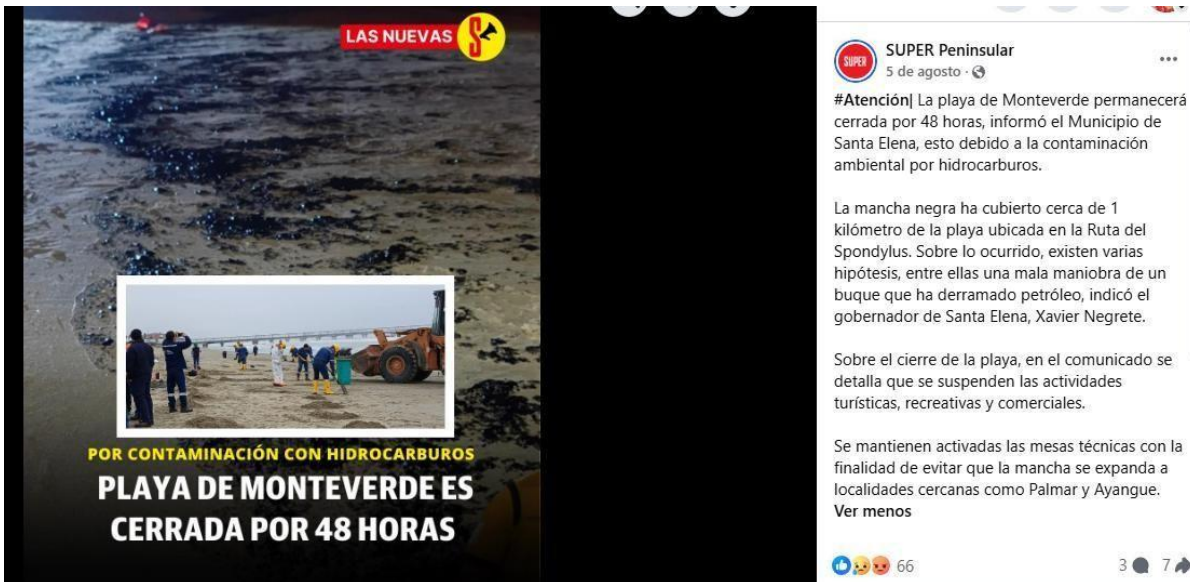 LAS NUEVAS
S
POR CONTAMINACIÓN CON HIDROCARBUROS
PLAYA DE MONTEVERDE ES
CERRADA POR 48 HORAS
SUPER
SUPER Peninsular
5 de agosto ·
#Atención| La playa de Monteverde permanecerá
cerrada por 48 horas, informó el Municipio de
Santa Elena, esto debido a la contaminación
ambiental por hidrocarburos.
La mancha negra ha cubierto cerca de 1
kilómetro de la playa ubicada en la Ruta del
Spondylus. Sobre lo ocurrido, existen varias
hipótesis, entre ellas una mala maniobra de un
buque que ha derramado petróleo, indicó el
gobernador de Santa Elena, Xavier Negrete.
Sobre el cierre de la playa, en el comunicado se
detalla que se suspenden las actividades
turísticas, recreativas y comerciales.
Se mantienen activadas las mesas técnicas con la
finalidad de evitar que la mancha se expanda a
localidades cercanas como Palmar y Ayangue.
Ver menos
66
3 7